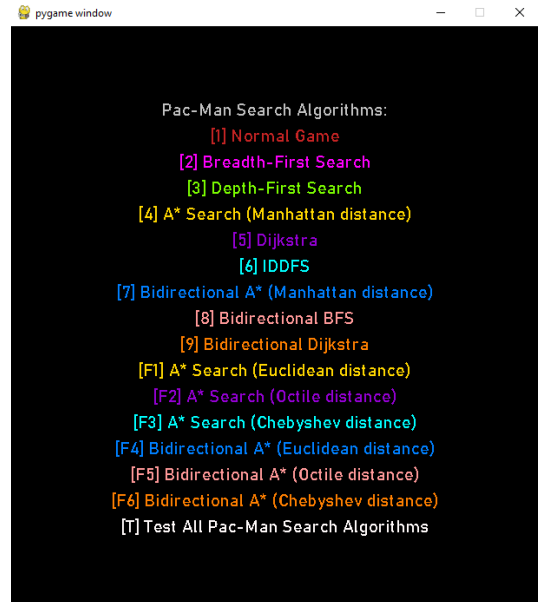 pygame window
Pac-Man Search Algorithms:
[1] Normal Game
[2] Breadth-First Search
[3] Depth-First Search
[4] A* Search (Manhattan distance)
[5] Dijkstra
[6] IDDFS
[7] Bidirectional A* (Manhattan distance)
[8] Bidirectional BFS
[9] Bidirectional Dijkstra
[F1] A* Search (Euclidean distance)
[F2] A* Search (Octile distance)
[F3] A* Search (Chebyshev distance)
[F4] Bidirectional A* (Euclidean distance)
[F5] Bidirectional A* (Octile distance)
[F6] Bidirectional A* (Chebyshev distance)
[T] Test All Pac-Man Search Algorithms